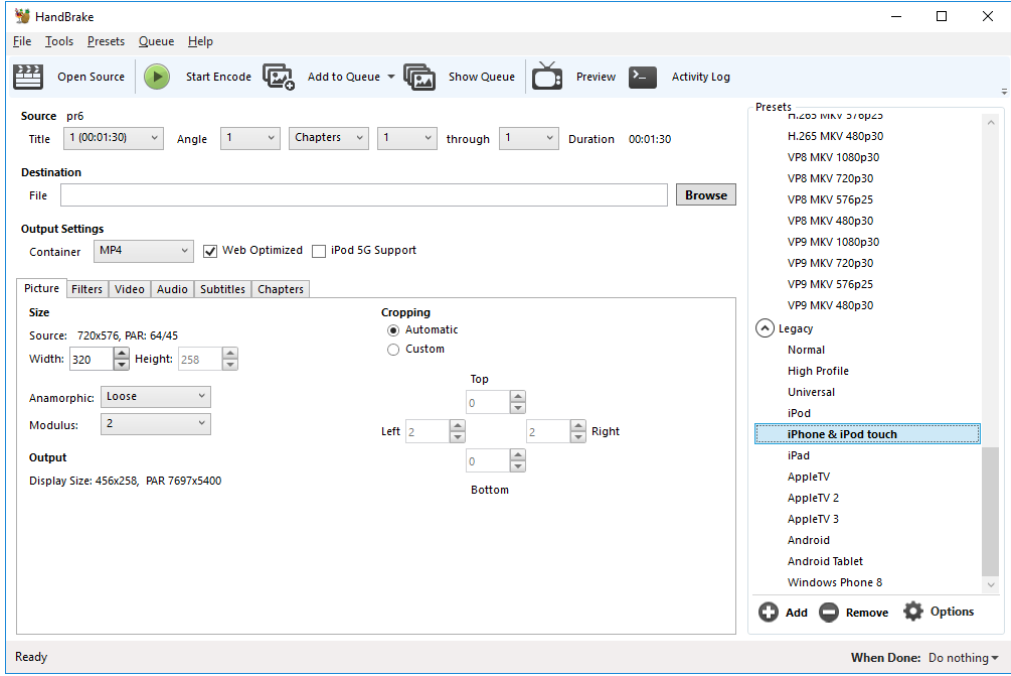 HandBrake
File Tools Presets Queue Help
Open Source Start Encode Add to Queue Show Queue Preview Activity Log
Source pr6
Title 1 (00:01:30) Angle 1 Chapters 1 through 1 Duration 00:01:30
Destination
File Browse
Output Settings
Container MP4 Web Optimized iPod 5G Support
Picture Filters Video Audio Subtitles Chapters
Size
Source: 720x576, PAR: 64/45
Width: 320 Height: 258
Anamorphic: Loose
Modulus: 2
Output
Display Size: 456x258, PAR 7697x5400
Cropping
Automatic
Custom
Top
0
Left 2 2 Right
0
Bottom
Presets
H.265 MKV 576p25
H.265 MKV 480p30
VP8 MKV 1080p30
VP8 MKV 720p30
VP8 MKV 576p25
VP8 MKV 480p30
VP9 MKV 1080p30
VP9 MKV 720p30
VP9 MKV 576p25
VP9 MKV 480p30
Legacy
Normal
High Profile
Universal
iPod
iPhone & iPod touch
iPad
AppleTV
AppleTV 2
AppleTV 3
Android
Android Tablet
Windows Phone 8
Add Remove Options
Ready When Done: Do nothing